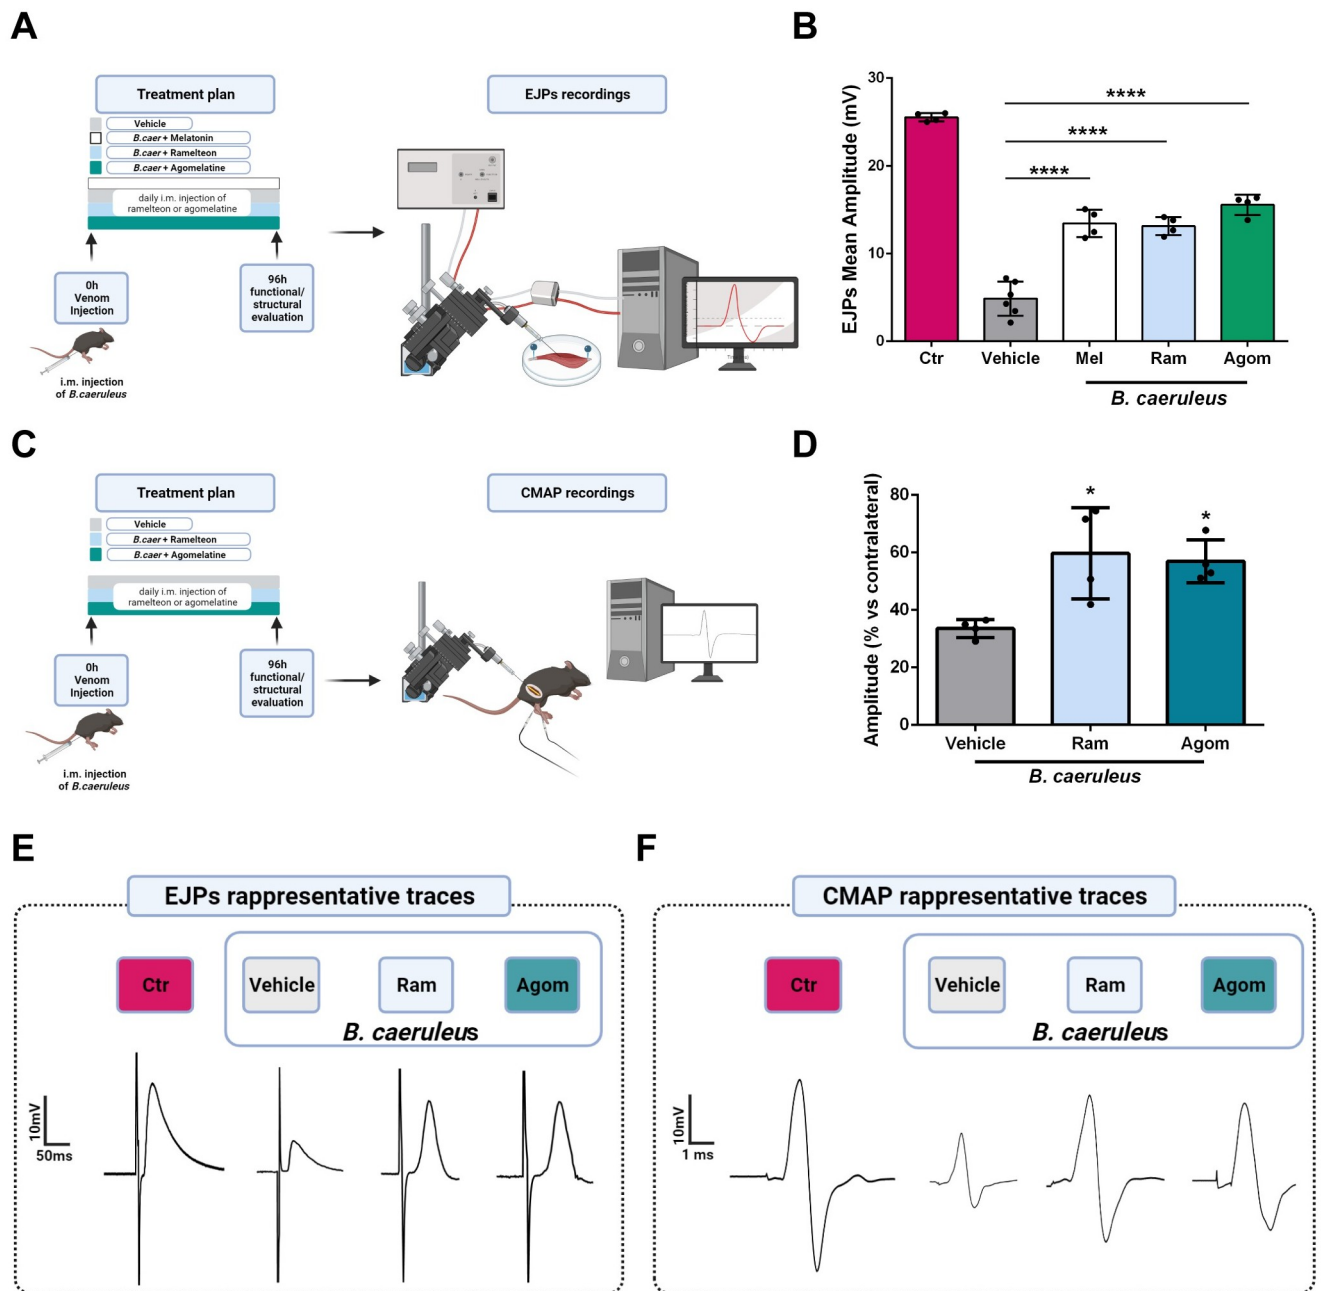 A
Treatment plan
Vehicle
B.caer + Melatonin
B.caer + Ramelteon
B.caer + Agomelatine
daily i.m. injection of
ramelteon or agomelatine
0h
Venom
Injection
96h
functional/
structural
evaluation
i.m. injection
of B.caeruleus
EJPs recordings
B
EJPs Mean Amplitude (mV)
30
20
10
0
****
****
****
Ctr
Vehicle
Mel
Ram
Agom
B. caeruleus
C
Treatment plan
Vehicle
B.caer + Ramelteon
B.caer + Agomelatine
daily i.m. injection of
ramelteon or agomelatine
0h
Venom
Injection
96h
functional/
structural
evaluation
i.m. injection
of B.caeruleus
CMAP recordings
D
Amplitude (% vs contralateral)
80
60
40
20
0
*
*
Vehicle
Ram
Agom
B. caeruleus
E
EJPs rappresentative traces
Ctr
Vehicle
Ram
Agom
B. caeruleus
10mV
50ms
F
CMAP rappresentative traces
Ctr
Vehicle
Ram
Agom
B. caeruleus
10mV
1 ms